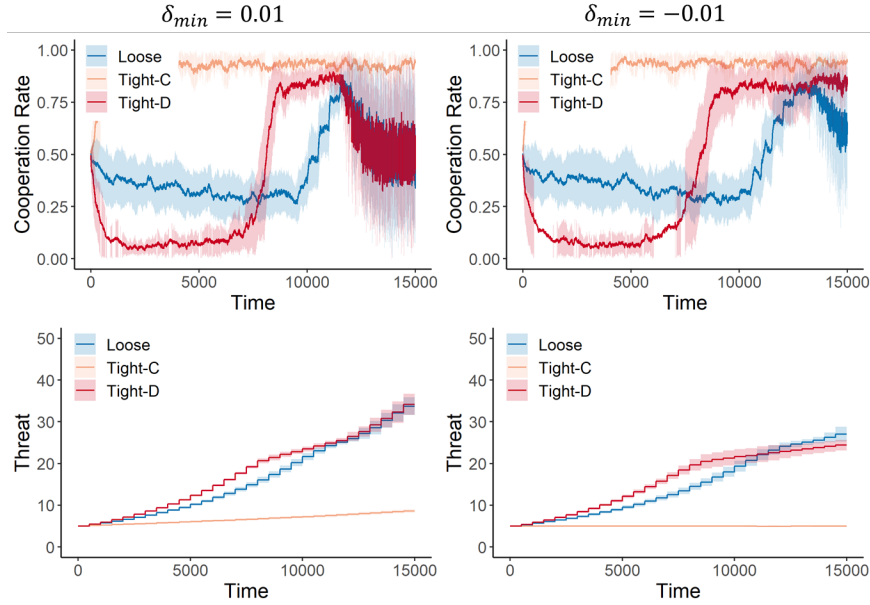 δmin = 0.01
δmin = −0.01
1.00
0.75
0.50
0.25
0.00
Cooperation Rate
Loose
Tight-C
Tight-D
0
5000
10000
15000
Time
1.00
0.75
0.50
0.25
0.00
Cooperation Rate
Loose
Tight-C
Tight-D
0
5000
10000
15000
Time
50
40
30
20
10
0
Threat
Loose
Tight-C
Tight-D
0
5000
10000
15000
Time
50
40
30
20
10
0
Threat
Loose
Tight-C
Tight-D
0
5000
10000
15000
Time